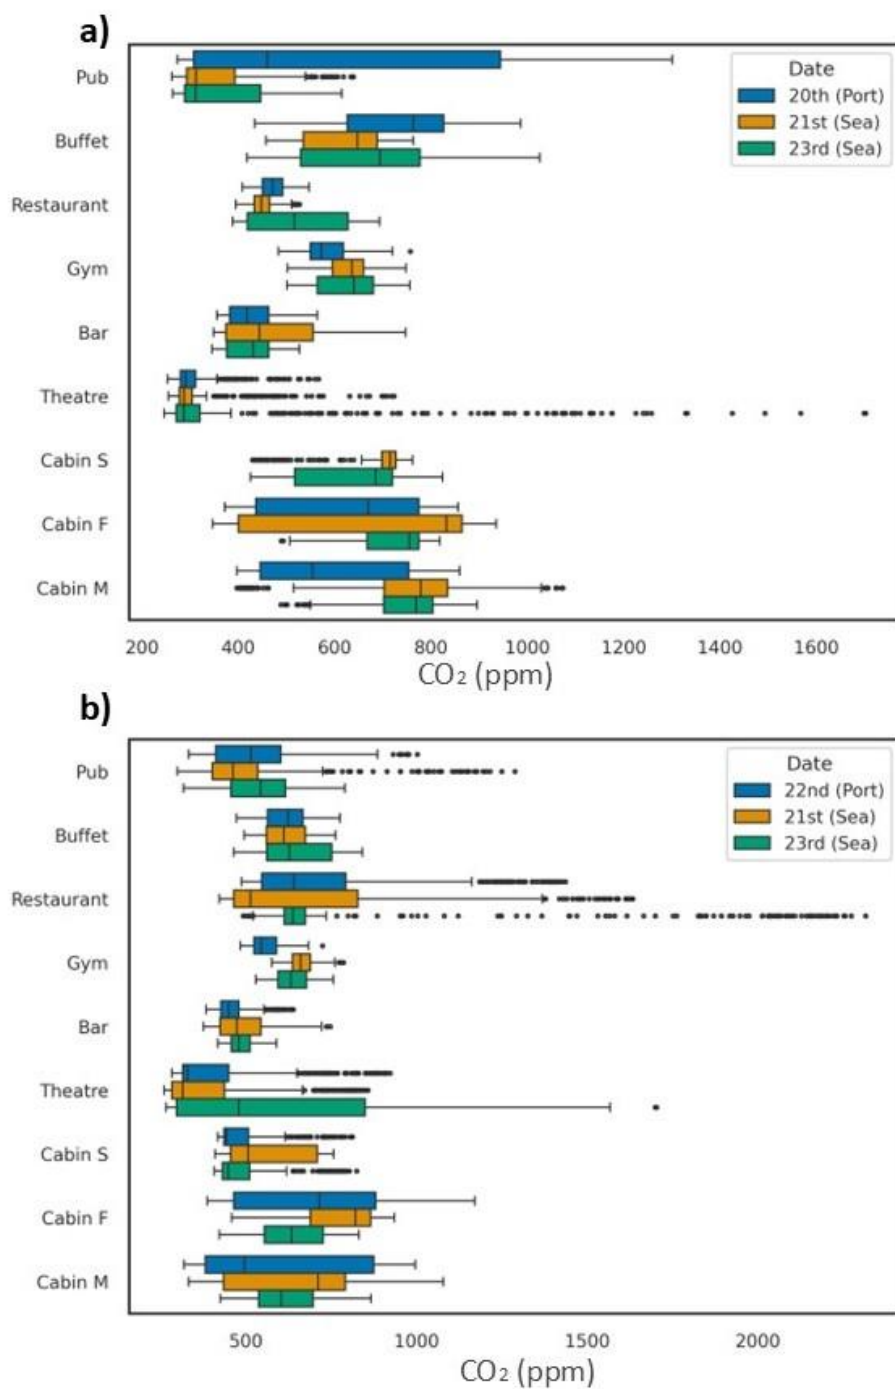 a)
Pub
Buffet
Restaurant
Gym
Bar
Theatre
Cabin S
Cabin F
Cabin M
Date
20th (Port)
21st (Sea)
23rd (Sea)
200 400 600 800 1000 1200 1400 1600
CO₂ (ppm)
b)
Pub
Buffet
Restaurant
Gym
Bar
Theatre
Cabin S
Cabin F
Cabin M
Date
22nd (Port)
21st (Sea)
23rd (Sea)
500 1000 1500 2000
CO₂ (ppm)